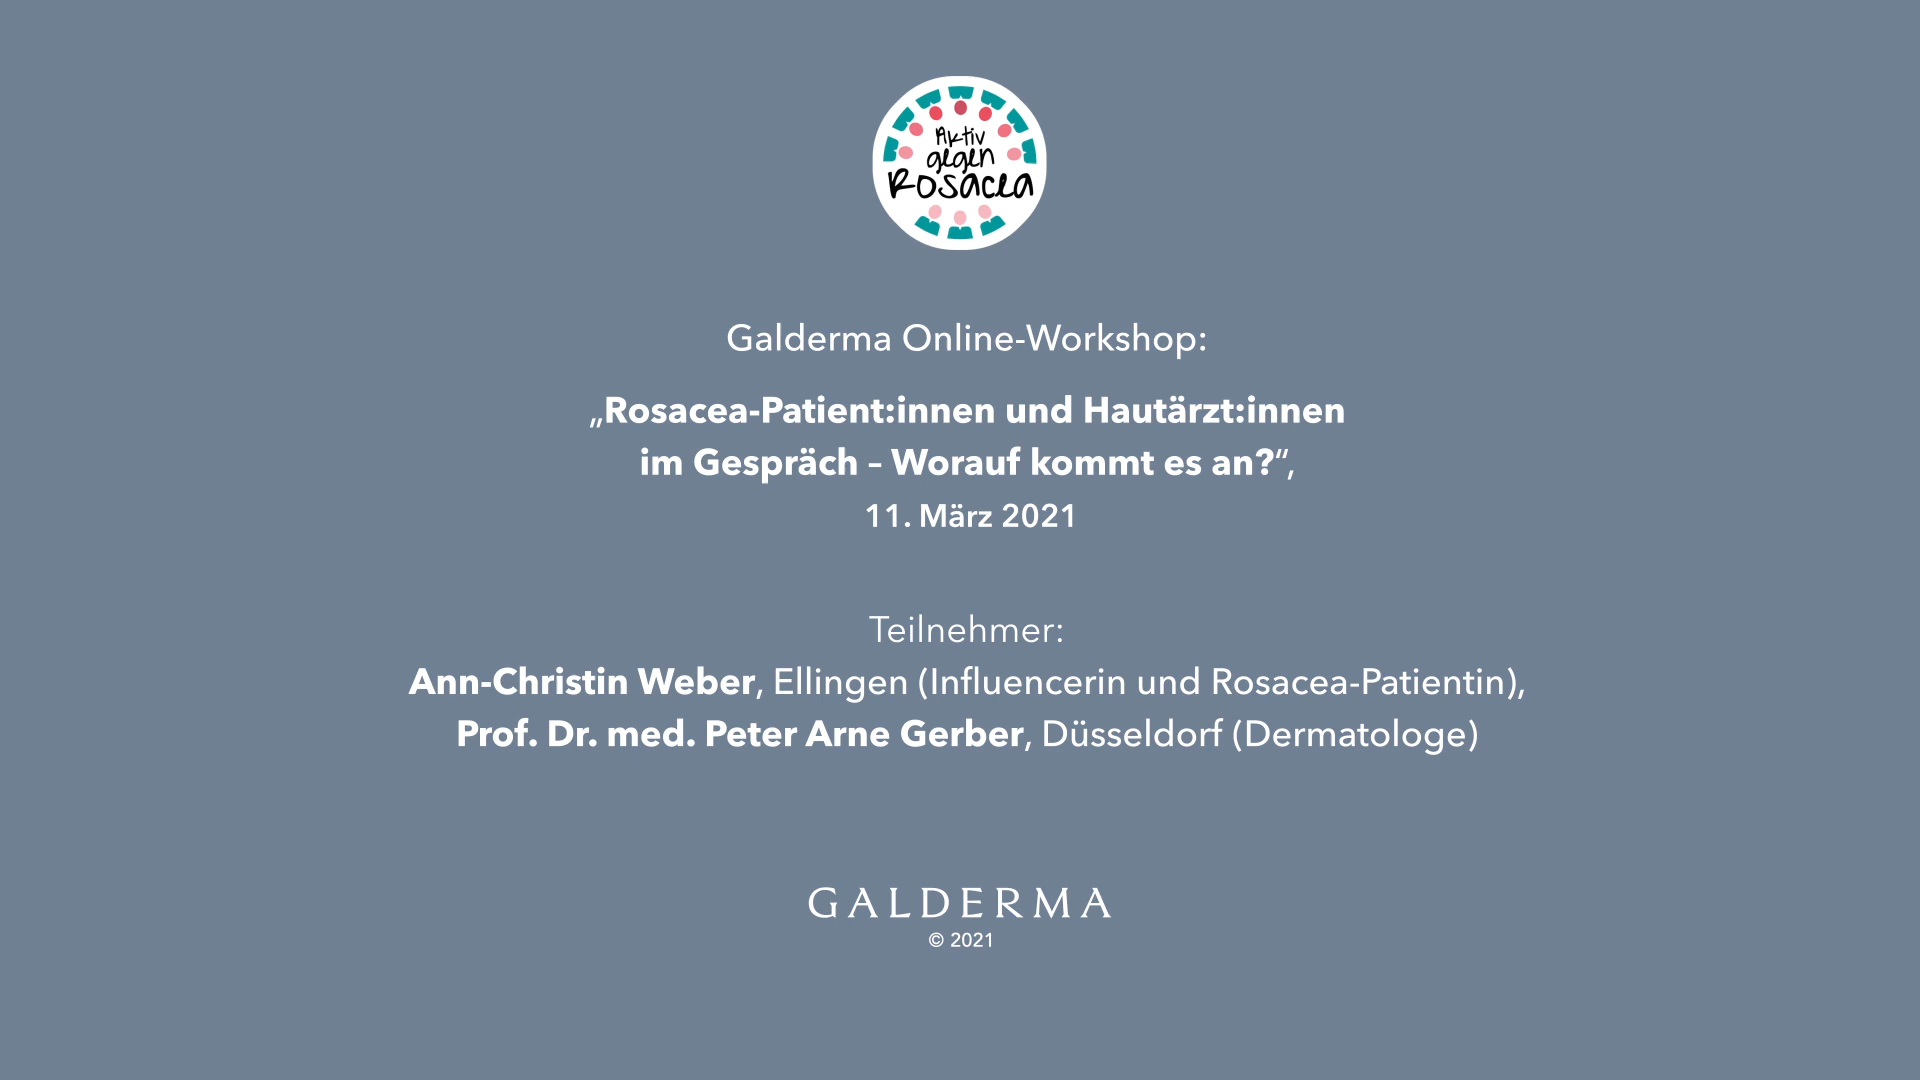 Aktiv
gegen
Rosacea
Galderma Online-Workshop:
„Rosacea-Patient:innen und Hautärzt:innen
im Gespräch – Worauf kommt es an?“,
11. März 2021
Teilnehmer:
Ann-Christin Weber, Ellingen (Influencerin und Rosacea-Patientin),
Prof. Dr. med. Peter Arne Gerber, Düsseldorf (Dermatologe)
GALDERMA
© 2021